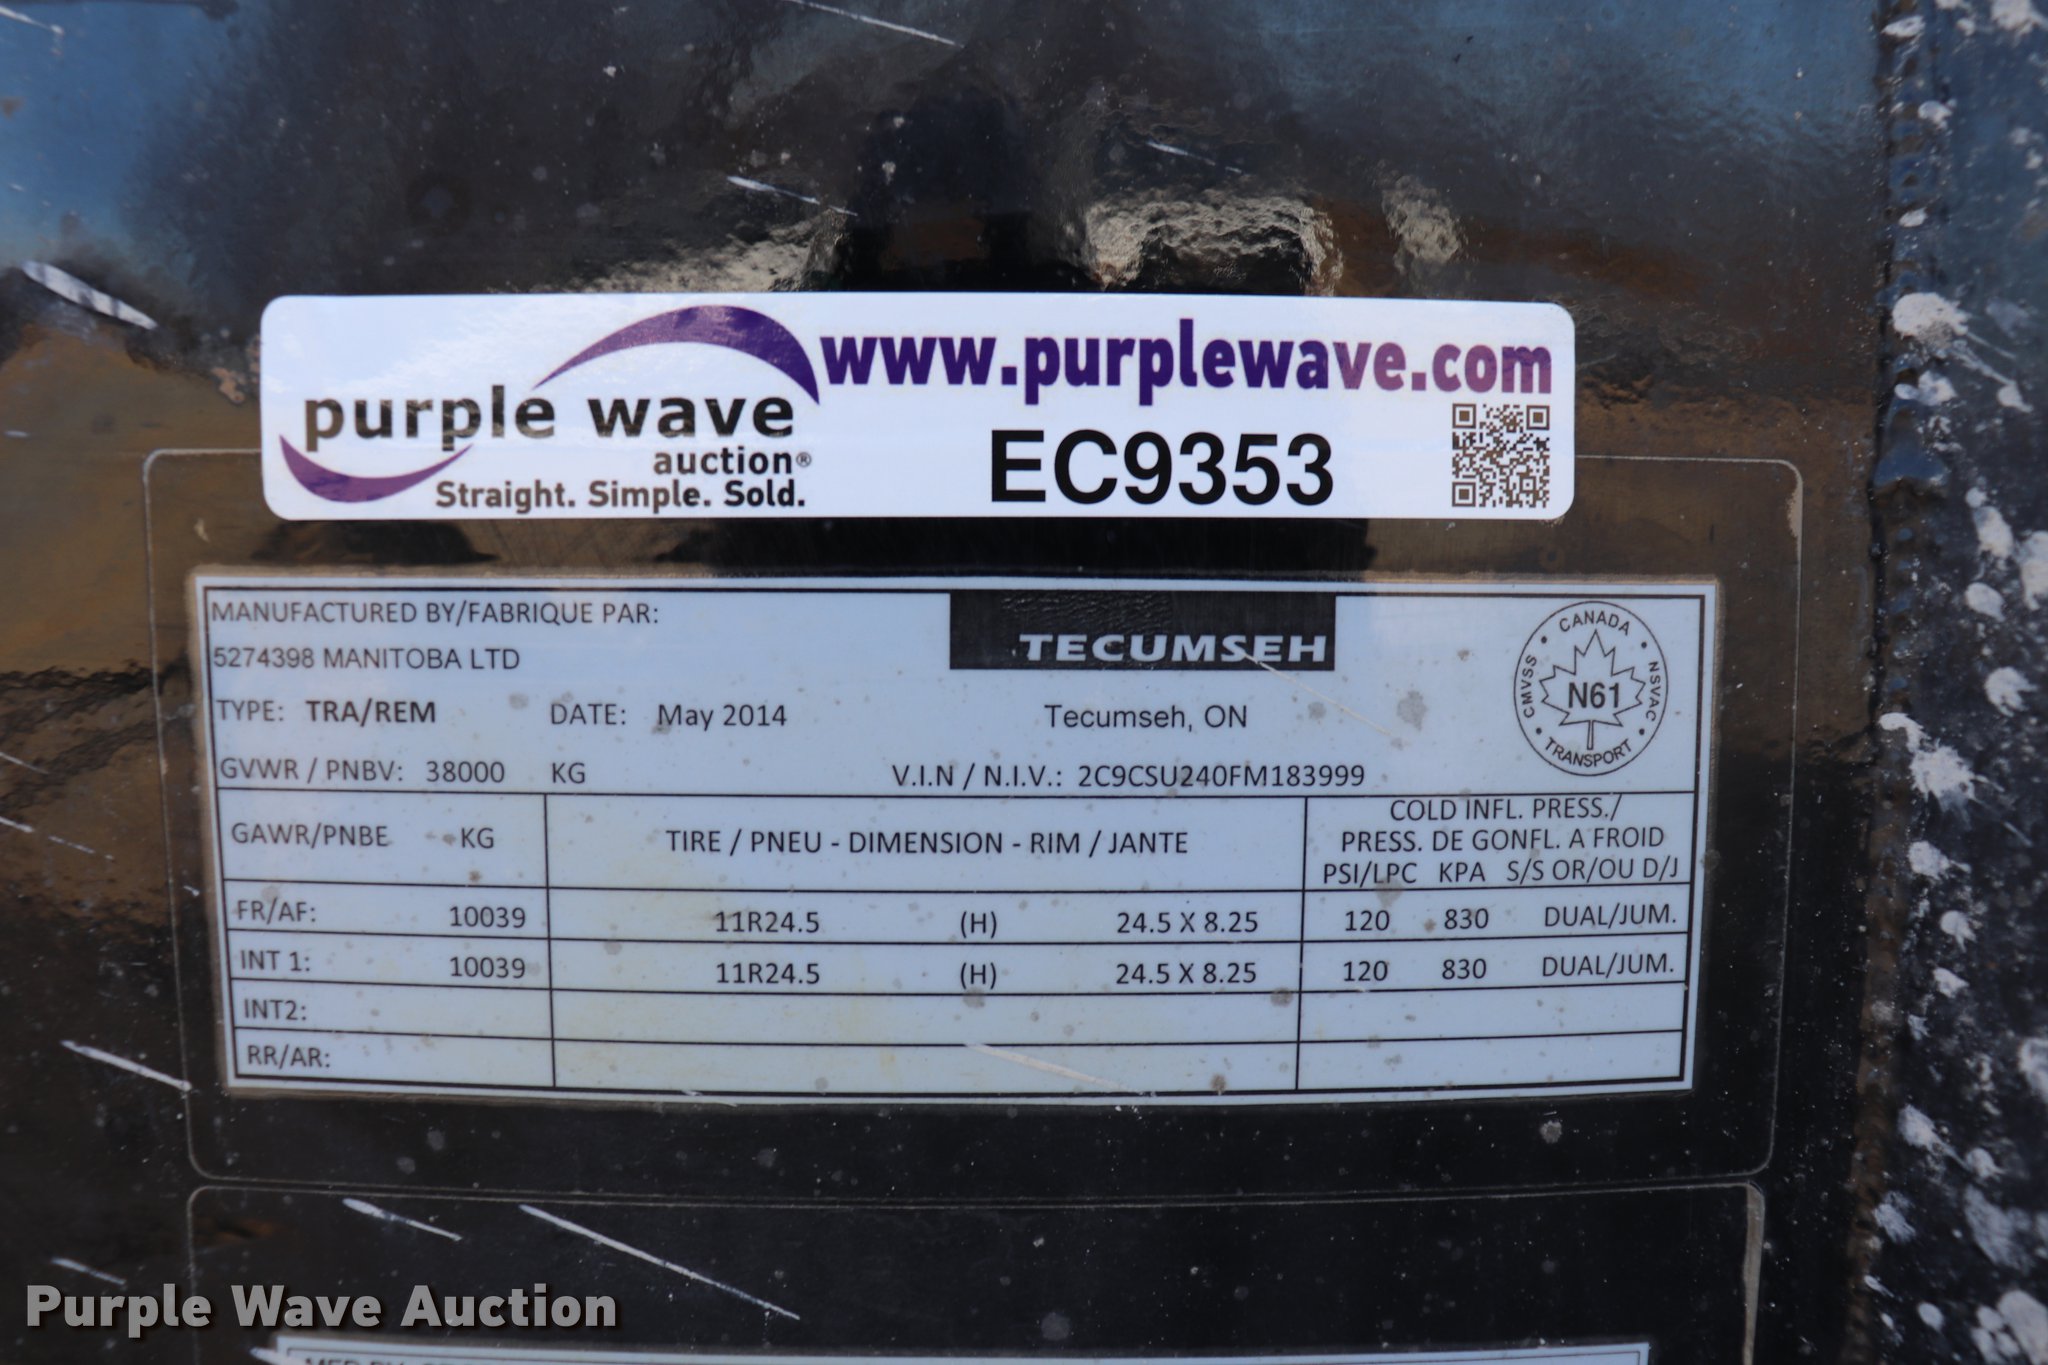 purple wave
auction®
Straight. Simple. Sold.
www.purplewave.com
EC9353
MANUFACTURED BY/FABRIQUE PAR:
5274398 MANITOBA LTD
TECUMSEH
CANADA
CMVSS N61 NSVAC
TRANSPORT
TYPE: TRA/REM DATE: May 2014 Tecumseh, ON
GVWR / PNBV: 38000 KG V.I.N / N.I.V.: 2C9CSU240FM183999
GAWR/PNBE KG TIRE / PNEU - DIMENSION - RIM / JANTE
COLD INFL. PRESS./
PRESS. DE GONFL. A FROID
PSI/LPC KPA S/S OR/OU D/J
FR/AF: 10039 11R24.5 (H) 24.5 X 8.25 120 830 DUAL/JUM.
INT 1: 10039 11R24.5 (H) 24.5 X 8.25 120 830 DUAL/JUM.
INT2:
RR/AR:
Purple Wave Auction